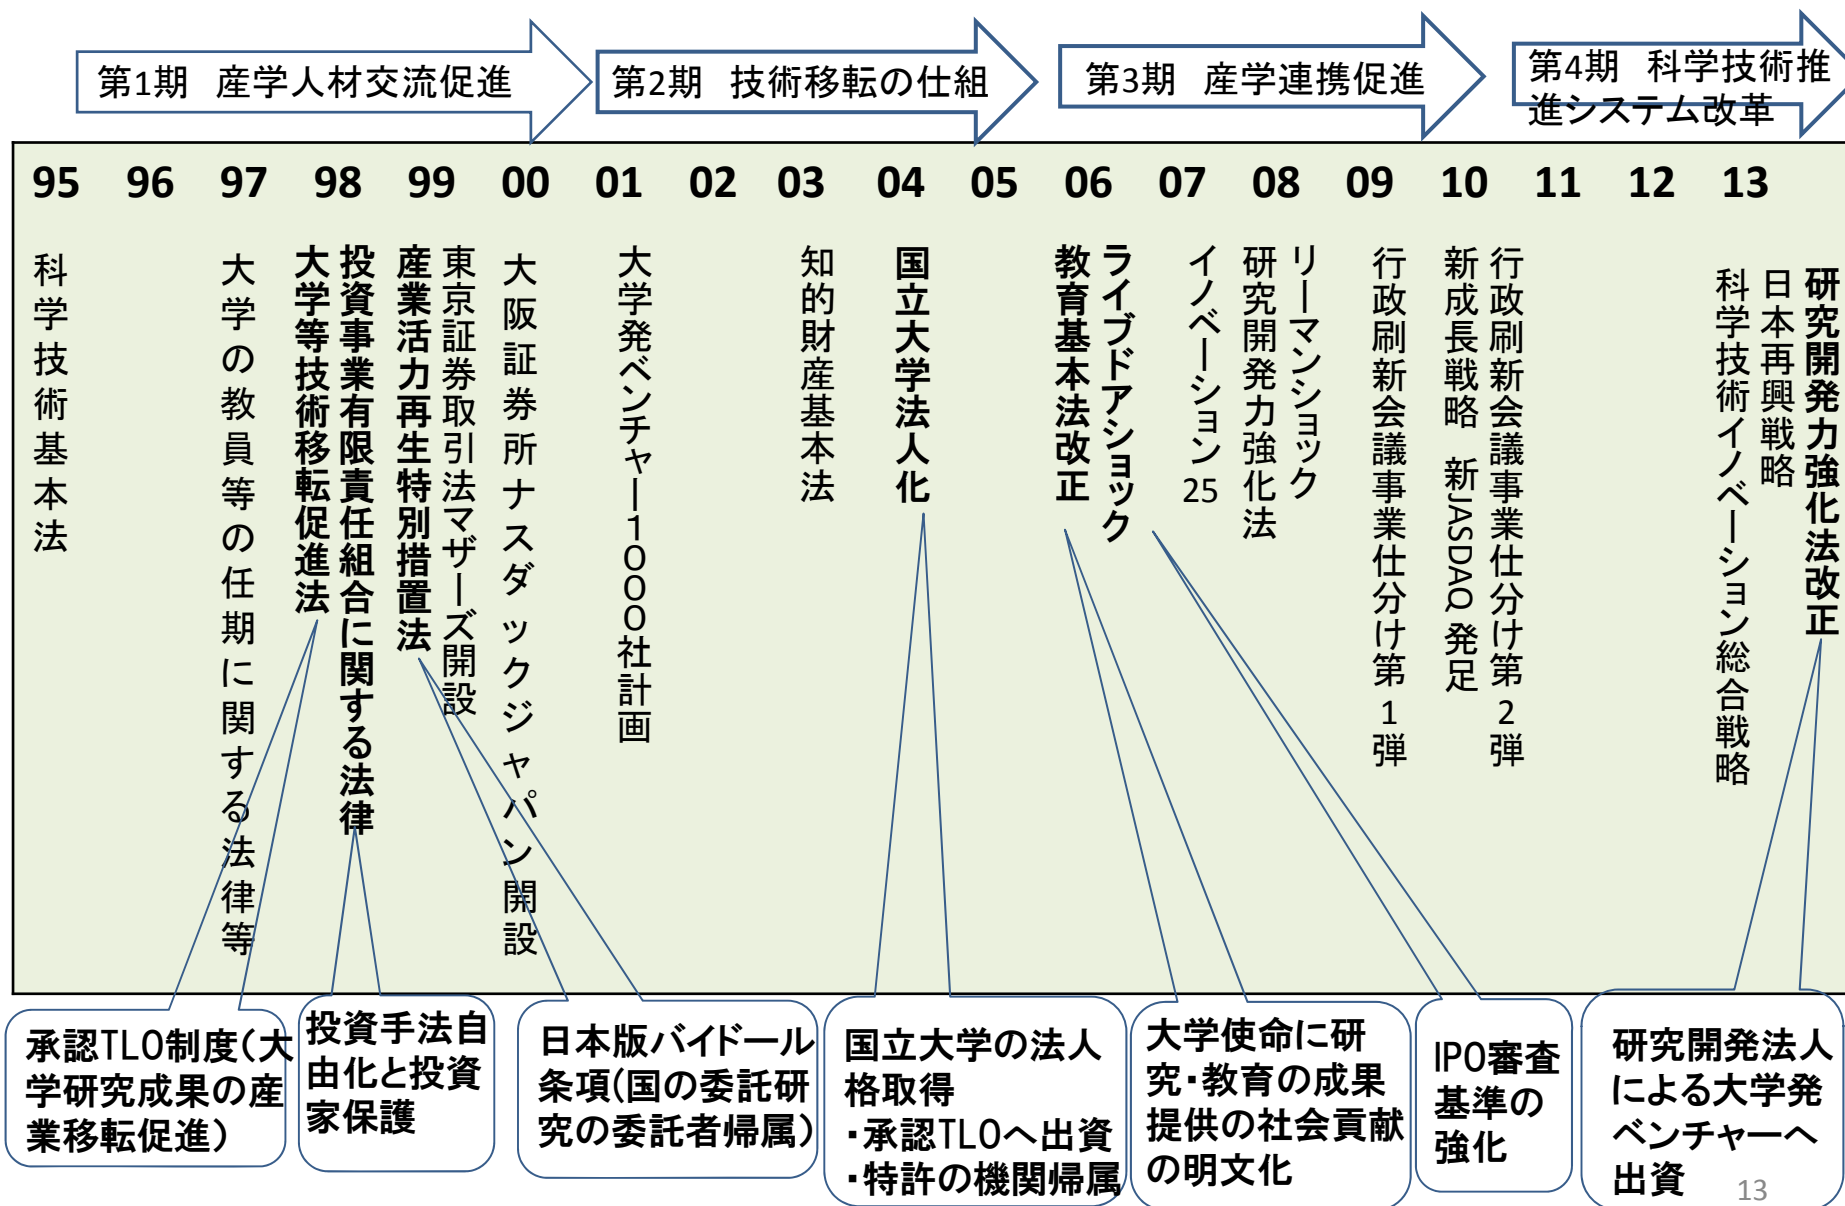 第1期 産学人材交流促進
第2期 技術移転の仕組
第3期 産学連携促進
第4期 科学技術推
進システム改革
95 96 97 98 99 00 01 02 03 04 05 06 07 08 09 10 11 12 13
科学技術基本法
大学の教員等の任期に関する法律等
大学等技術移転促進法
投資事業有限責任組合に関する法律
産業活力再生特別措置法
東京証券取引法マザーズ開設
大阪証券所ナスダックジャパン開設
大学発ベンチャー1000社計画
知的財産基本法
国立大学法人化
教育基本法改正
ライブドアショック
イノベーション25
研究開発力強化法
リーマンショック
行政刷新会議事業仕分け第1弾
新成長戦略 新JASDAQ発足
行政刷新会議事業仕分け第2弾
科学技術イノベーション総合戦略
日本再興戦略
研究開発力強化法改正
承認TLO制度(大
学研究成果の産
業移転促進)
投資手法自
由化と投資
家保護
日本版バイドール
条項(国の委託研
究の委託者帰属)
国立大学の法人
格取得
・承認TLOへ出資
・特許の機関帰属
大学使命に研
究・教育の成果
提供の社会貢献
の明文化
IPO審査
基準の
強化
研究開発法人
による大学発
ベンチャーへ
出資
13